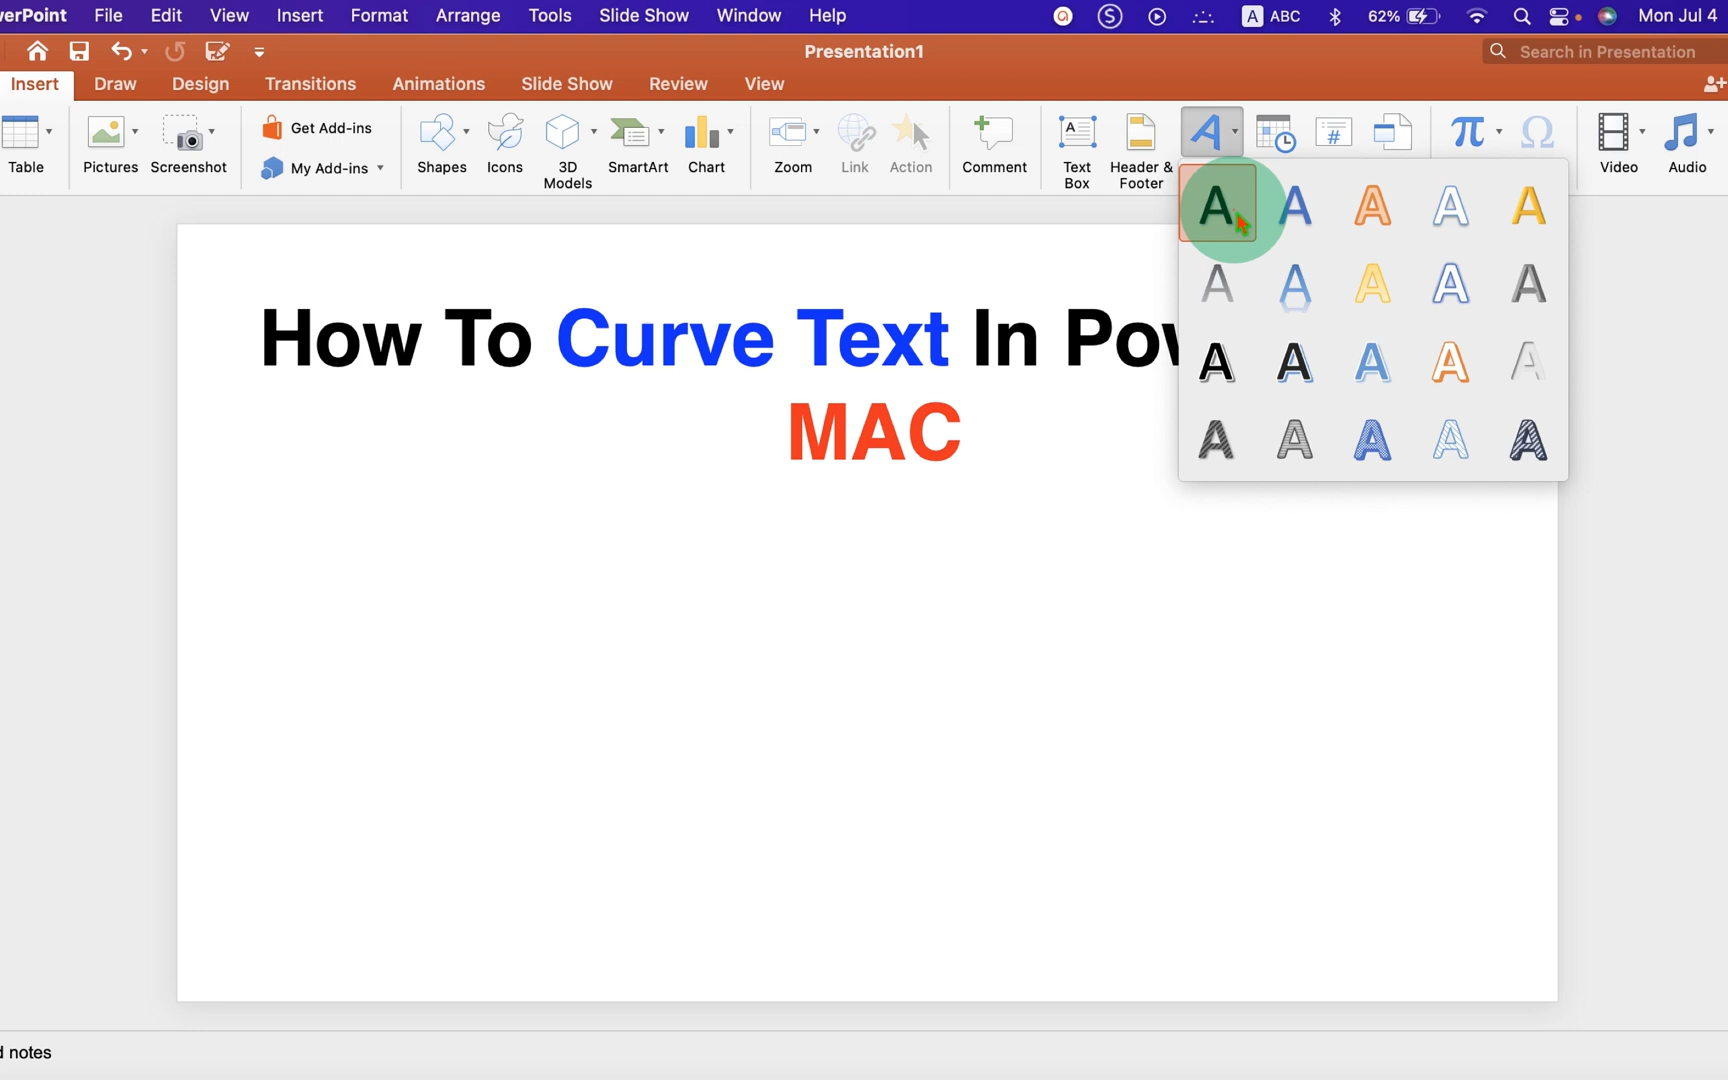 erPoint File Edit View Insert Format Arrange Tools Slide Show Window Help A ABC 62% Mon Jul 4
Presentation1
Search in Presentation
Insert Draw Design Transitions Animations Slide Show Review View
Table
Pictures
Screenshot
Get Add-ins
My Add-ins
Shapes
Icons
3D
Models
SmartArt
Chart
Zoom
Link
Action
Comment
Text
Box
Header &
Footer
Video
Audio
How To Curve Text In Pow
MAC
d notes